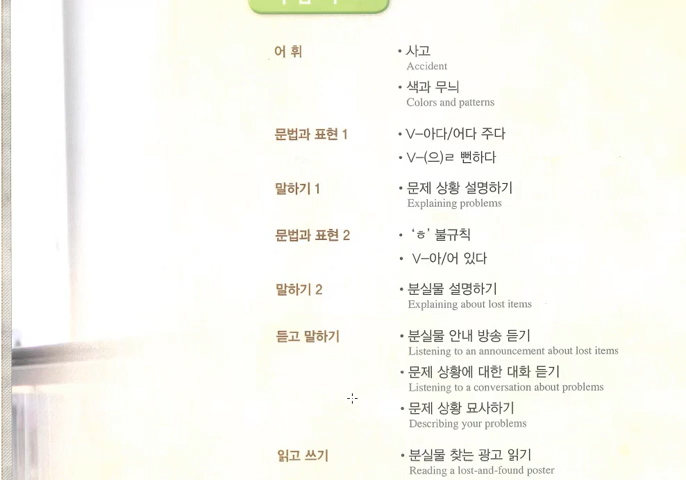 어 휘
• 사고
Accident
• 색과 무늬
Colors and patterns
문법과 표현 1
• V–아다/어다 주다
• V–(으)ㄹ 뻔하다
말하기 1
• 문제 상황 설명하기
Explaining problems
문법과 표현 2
• ‘ㅎ’ 불규칙
• V–아/어 있다
말하기 2
• 분실물 설명하기
Explaining about lost items
듣고 말하기
• 분실물 안내 방송 듣기
Listening to an announcement about lost items
• 문제 상황에 대한 대화 듣기
Listening to a conversation about problems
• 문제 상황 묘사하기
Describing your problems
읽고 쓰기
• 분실물 찾는 광고 읽기
Reading a lost-and-found poster